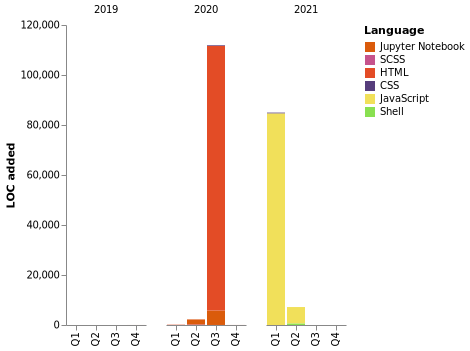 2019 2020 2021
120,000
100,000
80,000
60,000
40,000
20,000
0
LOC added
Q1 Q2 Q3 Q4 Q1 Q2 Q3 Q4 Q1 Q2 Q3 Q4
Language
Jupyter Notebook
SCSS
HTML
CSS
JavaScript
Shell